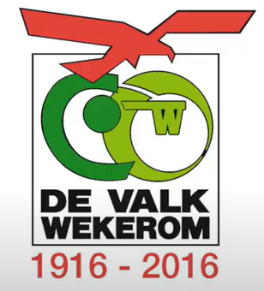 W
DE VALK
WEKEROM
1916 - 2016